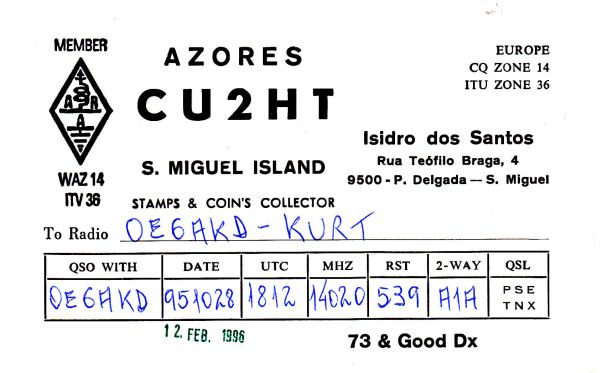 MEMBER
A R A
WAZ 14
ITV 36
AZORES
CU2HT
S. MIGUEL ISLAND
STAMPS & COIN'S COLLECTOR
EUROPE
CQ ZONE 14
ITU ZONE 36
Isidro dos Santos
Rua Teófilo Braga, 4
9500 - P. Delgada — S. Miguel
To Radio OE6AKD - KURT
QSO WITH DATE UTC MHZ RST 2-WAY QSL
OE6AKD 951028 1812 14020 539 A1A PSE
TNX
12. FEB. 1996
73 & Good Dx